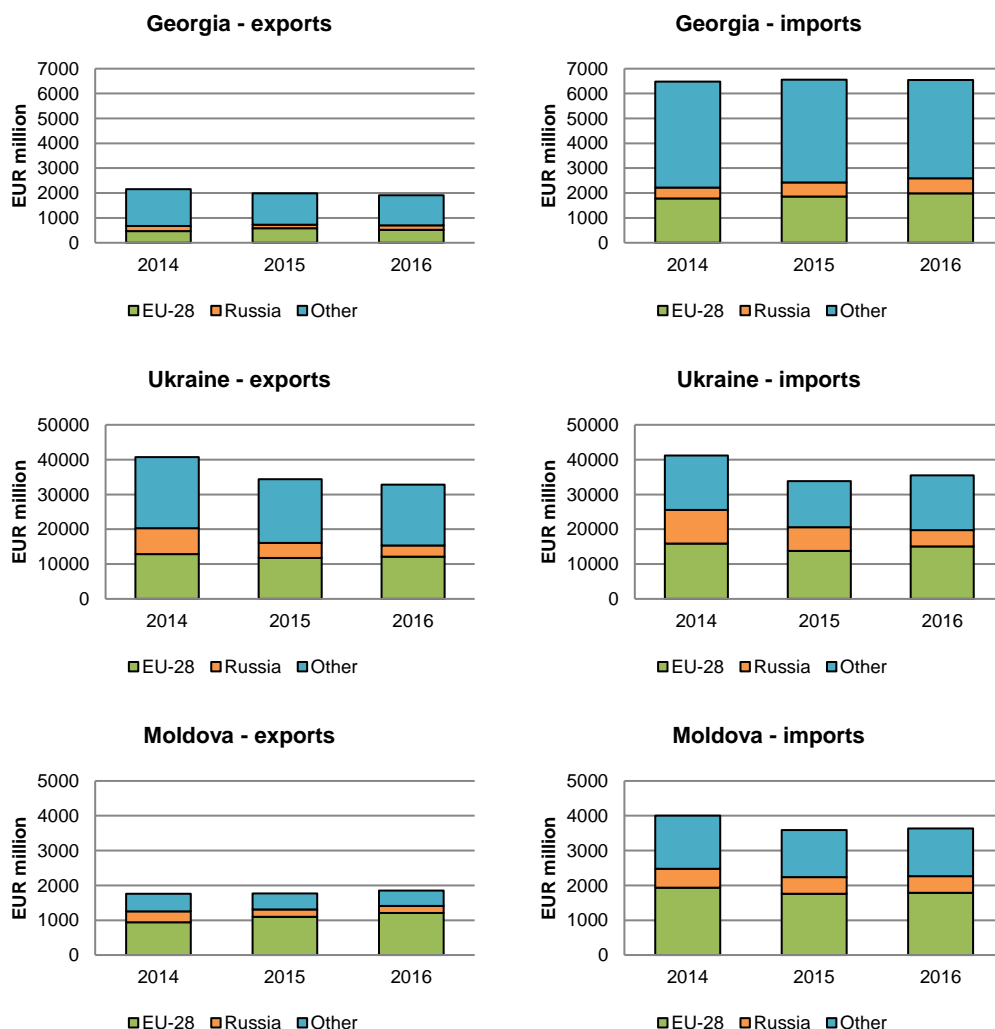 Georgia - exports
EUR million
7000
6000
5000
4000
3000
2000
1000
0
2014 2015 2016
EU-28 Russia Other
Georgia - imports
EUR million
7000
6000
5000
4000
3000
2000
1000
0
2014 2015 2016
EU-28 Russia Other
Ukraine - exports
EUR million
50000
40000
30000
20000
10000
0
2014 2015 2016
EU-28 Russia Other
Ukraine - imports
EUR million
50000
40000
30000
20000
10000
0
2014 2015 2016
EU-28 Russia Other
Moldova - exports
EUR million
5000
4000
3000
2000
1000
0
2014 2015 2016
EU-28 Russia Other
Moldova - imports
EUR million
5000
4000
3000
2000
1000
0
2014 2015 2016
EU-28 Russia Other